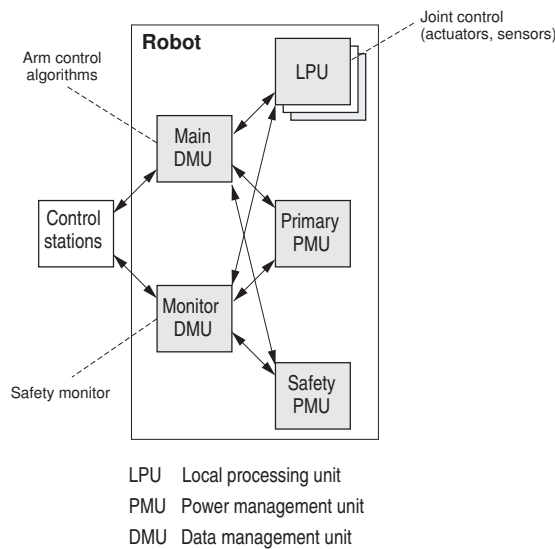 Joint control
(actuators, sensors)
Robot
Arm control
algorithms
LPU
Main
DMU
Control
stations
Primary
PMU
Monitor
DMU
Safety
PMU
Safety monitor
LPU Local processing unit
PMU Power management unit
DMU Data management unit